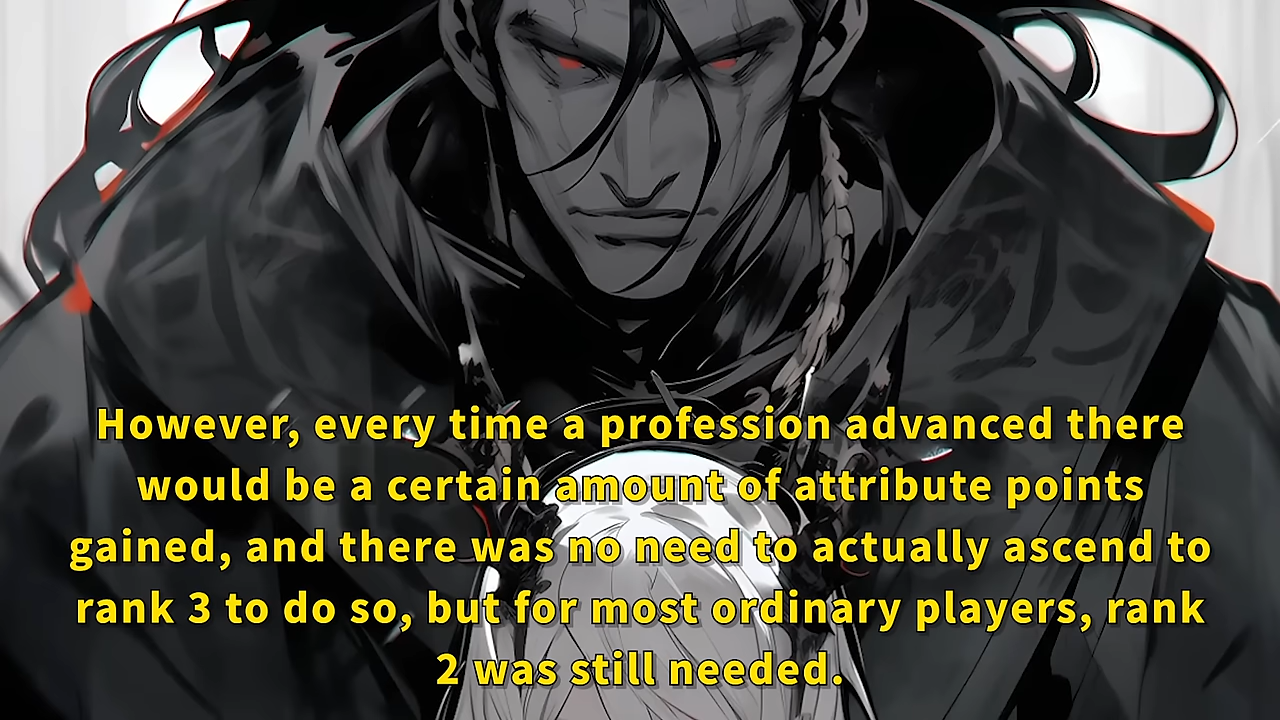 However, every time a profession advanced there
would be a certain amount of attribute points
gained, and there was no need to actually ascend to
rank 3 to do so, but for most ordinary players, rank
2 was still needed.